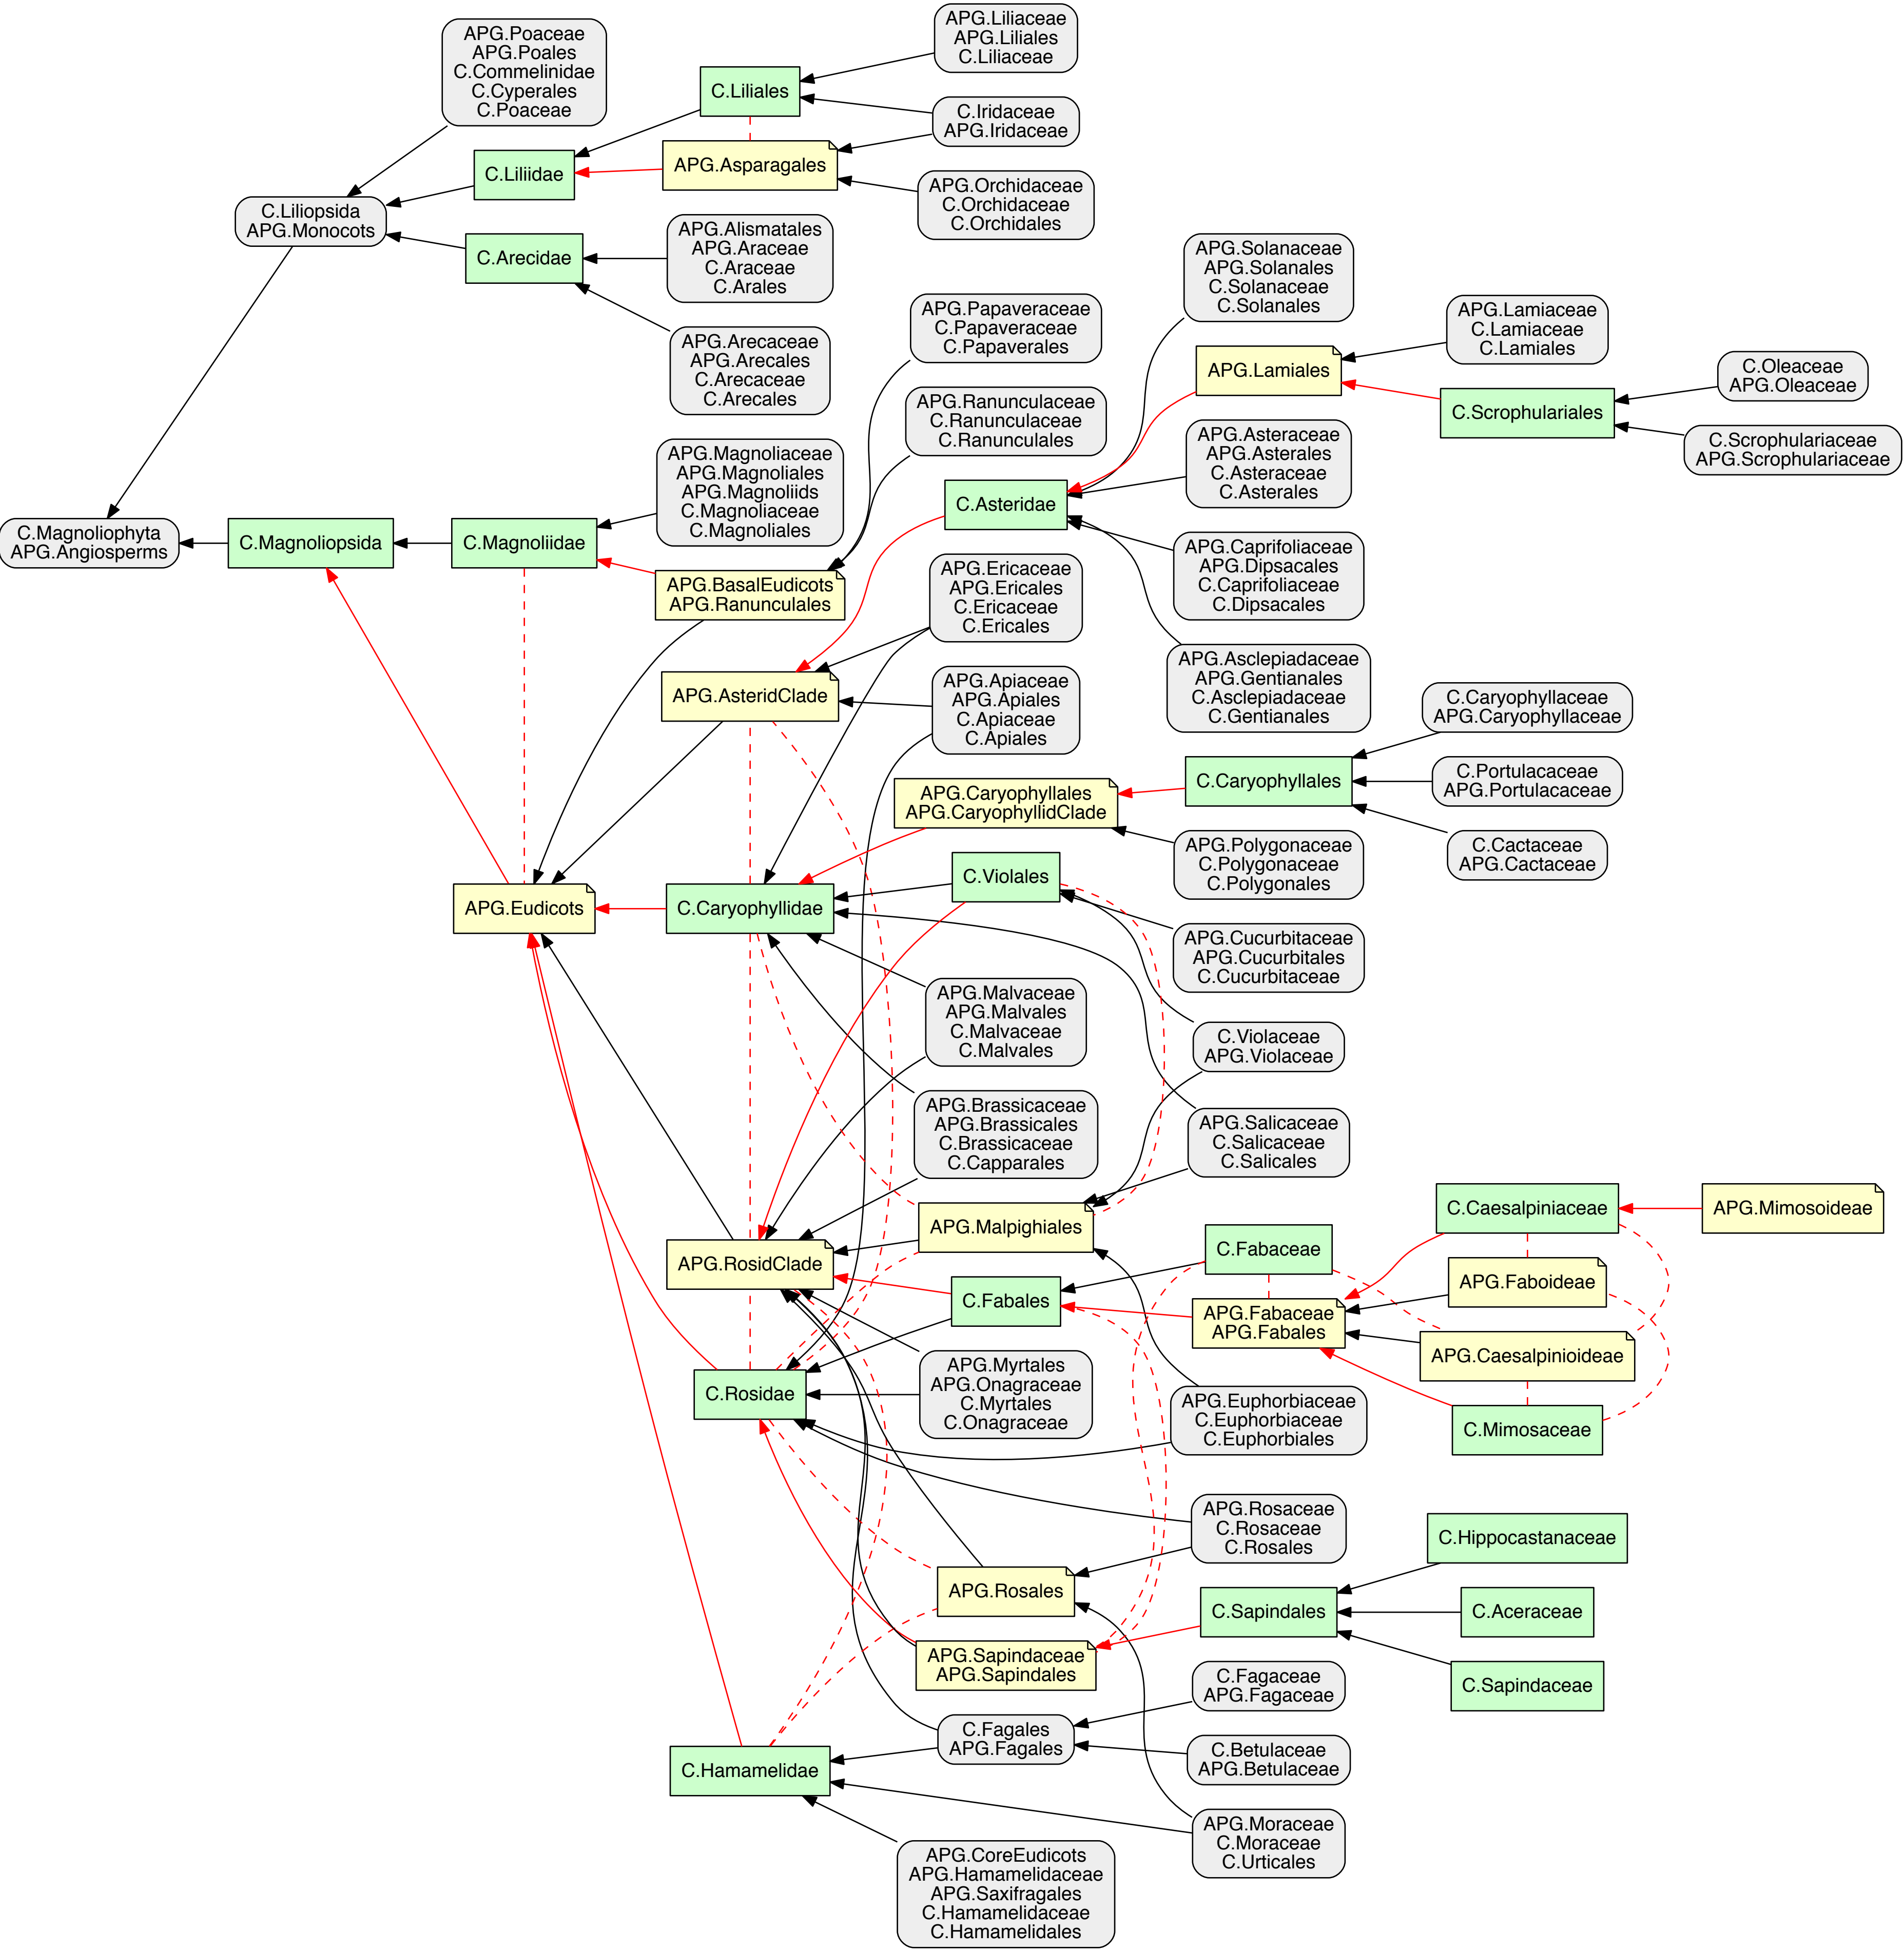 APG.Poaceae
APG.Poales
C.Commelinidae
C.Cyperales
C.Poaceae
C.Liliales
APG.Liliaceae
APG.Liliales
C.Liliaceae
C.Iridaceae
APG.Iridaceae
C.Liliidae
APG.Asparagales
APG.Orchidaceae
C.Orchidaceae
C.Orchidales
C.Liliopsida
APG.Monocots
C.Arecidae
APG.Alismatales
APG.Araceae
C.Araceae
C.Arales
APG.Arecaceae
APG.Arecales
C.Arecaceae
C.Arecales
APG.Papaveraceae
C.Papaveraceae
C.Papaverales
APG.Ranunculaceae
C.Ranunculaceae
C.Ranunculales
APG.Solanaceae
APG.Solanales
C.Solanaceae
C.Solanales
APG.Lamiales
APG.Lamiaceae
C.Lamiaceae
C.Lamiales
C.Scrophulariales
C.Oleaceae
APG.Oleaceae
C.Scrophulariaceae
APG.Scrophulariaceae
APG.Asteraceae
APG.Asterales
C.Asteraceae
C.Asterales
C.Asteridae
APG.Magnoliaceae
APG.Magnoliales
APG.Magnoliids
C.Magnoliaceae
C.Magnoliales
C.Magnoliophyta
APG.Angiosperms
C.Magnoliopsida
C.Magnoliidae
APG.BasalEudicots
APG.Ranunculales
APG.Caprifoliaceae
APG.Dipsacales
C.Caprifoliaceae
C.Dipsacales
APG.Ericaceae
APG.Ericales
C.Ericaceae
C.Ericales
APG.AsteridClade
APG.Apiaceae
APG.Apiales
C.Apiaceae
C.Apiales
APG.Asclepiadaceae
APG.Gentianales
C.Asclepiadaceae
C.Gentianales
C.Caryophyllaceae
APG.Caryophyllaceae
C.Caryophyllales
C.Portulacaceae
APG.Portulacaceae
APG.Caryophyllales
APG.CaryophyllidClade
APG.Polygonaceae
C.Polygonaceae
C.Polygonales
C.Cactaceae
APG.Cactaceae
C.Violales
APG.Eudicots
C.Caryophyllidae
APG.Cucurbitaceae
APG.Cucurbitales
C.Cucurbitaceae
APG.Malvaceae
APG.Malvales
C.Malvaceae
C.Malvales
C.Violaceae
APG.Violaceae
APG.Brassicaceae
APG.Brassicales
C.Brassicaceae
C.Capparales
APG.Salicaceae
C.Salicaceae
C.Salicales
APG.Malpighiales
C.Caesalpiniaceae
APG.Mimosoideae
C.Fabaceae
APG.RosidClade
C.Fabales
APG.Faboideae
APG.Fabaceae
APG.Fabales
APG.Caesalpinioideae
C.Rosidae
APG.Myrtales
APG.Onagraceae
C.Myrtales
C.Onagraceae
APG.Euphorbiaceae
C.Euphorbiaceae
C.Euphorbiales
C.Mimosaceae
APG.Rosaceae
C.Rosaceae
C.Rosales
C.Hippocastanaceae
APG.Rosales
C.Sapindales
C.Aceraceae
APG.Sapindaceae
APG.Sapindales
C.Sapindaceae
C.Fagaceae
APG.Fagaceae
C.Fagales
APG.Fagales
C.Betulaceae
APG.Betulaceae
C.Hamamelidae
APG.Moraceae
C.Moraceae
C.Urticales
APG.CoreEudicots
APG.Hamamelidaceae
APG.Saxifragales
C.Hamamelidaceae
C.Hamamelidales